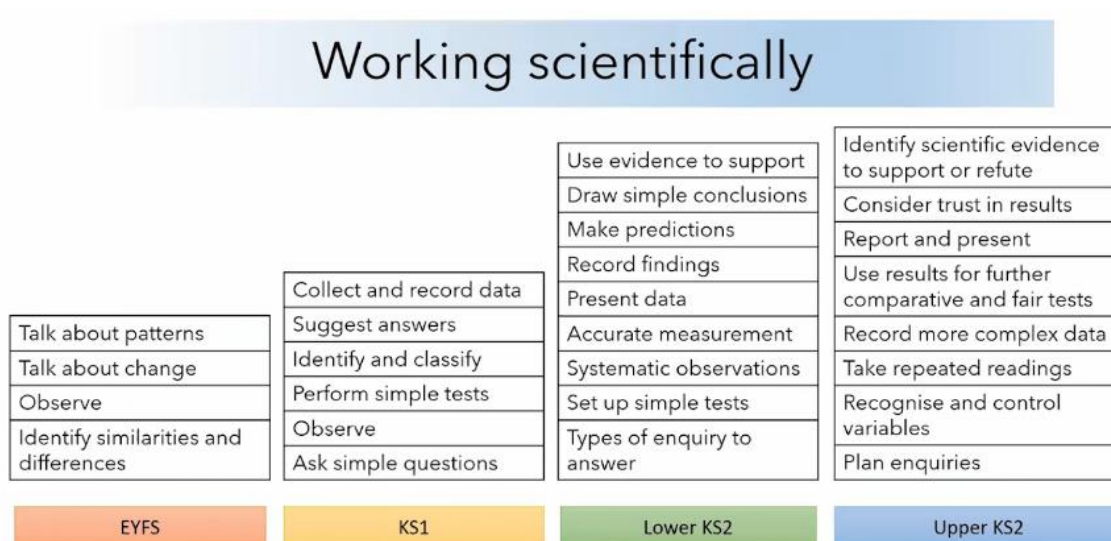 Working scientifically
Talk about patterns
Talk about change
Observe
Identify similarities and
differences
EYFS
Collect and record data
Suggest answers
Identify and classify
Perform simple tests
Observe
Ask simple questions
KS1
Use evidence to support
Draw simple conclusions
Make predictions
Record findings
Present data
Accurate measurement
Systematic observations
Set up simple tests
Types of enquiry to
answer
Lower KS2
Identify scientific evidence
to support or refute
Consider trust in results
Report and present
Use results for further
comparative and fair tests
Record more complex data
Take repeated readings
Recognise and control
variables
Plan enquiries
Upper KS2